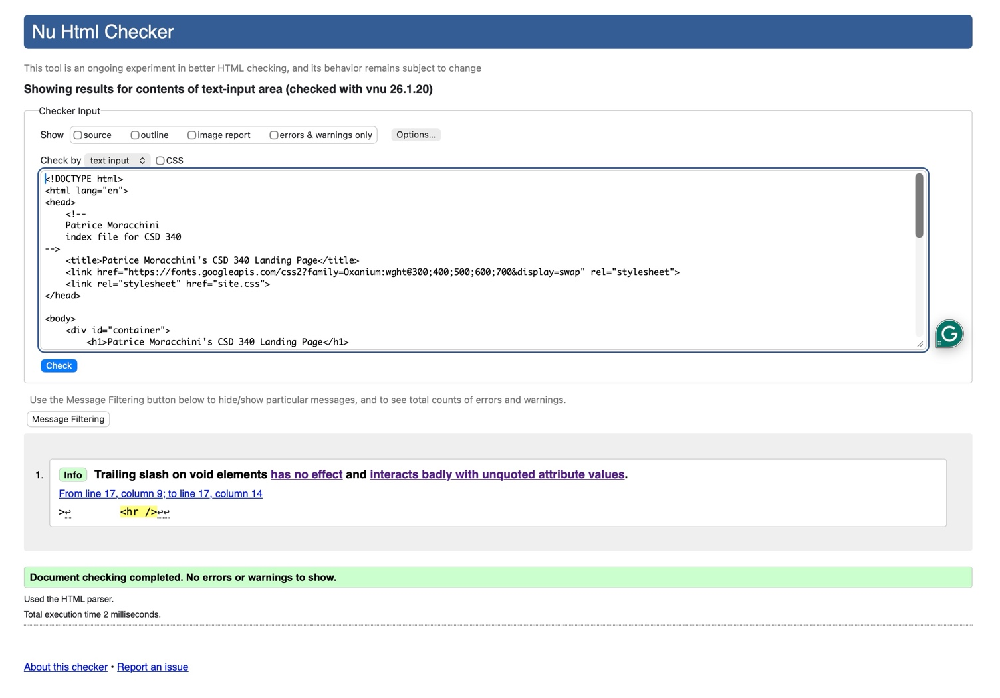 Nu Html Checker
This tool is an ongoing experiment in better HTML checking, and its behavior remains subject to change
Showing results for contents of text-input area (checked with vnu 26.1.20)
Checker Input
Show source outline image report errors & warnings only Options...
Check by text input CSS
<!DOCTYPE html>
<html lang="en">
<head>
    <!--
    Patrice Moracchini
    index file for CSD 340
-->
    <title>Patrice Moracchini's CSD 340 Landing Page</title>
    <link href="https://fonts.googleapis.com/css2?family=Oxanium:wght@300;400;500;600;700&display=swap" rel="stylesheet">
    <link rel="stylesheet" href="site.css">
</head>
<body>
    <div id="container">
        <h1>Patrice Moracchini's CSD 340 Landing Page</h1>
G
Check
Use the Message Filtering button below to hide/show particular messages, and to see total counts of errors and warnings.
Message Filtering
1. Info Trailing slash on void elements has no effect and interacts badly with unquoted attribute values.
From line 17, column 9; to line 17, column 14
>↩ <hr />↩↩
Document checking completed. No errors or warnings to show.
Used the HTML parser.
Total execution time 2 milliseconds.
About this checker • Report an issue